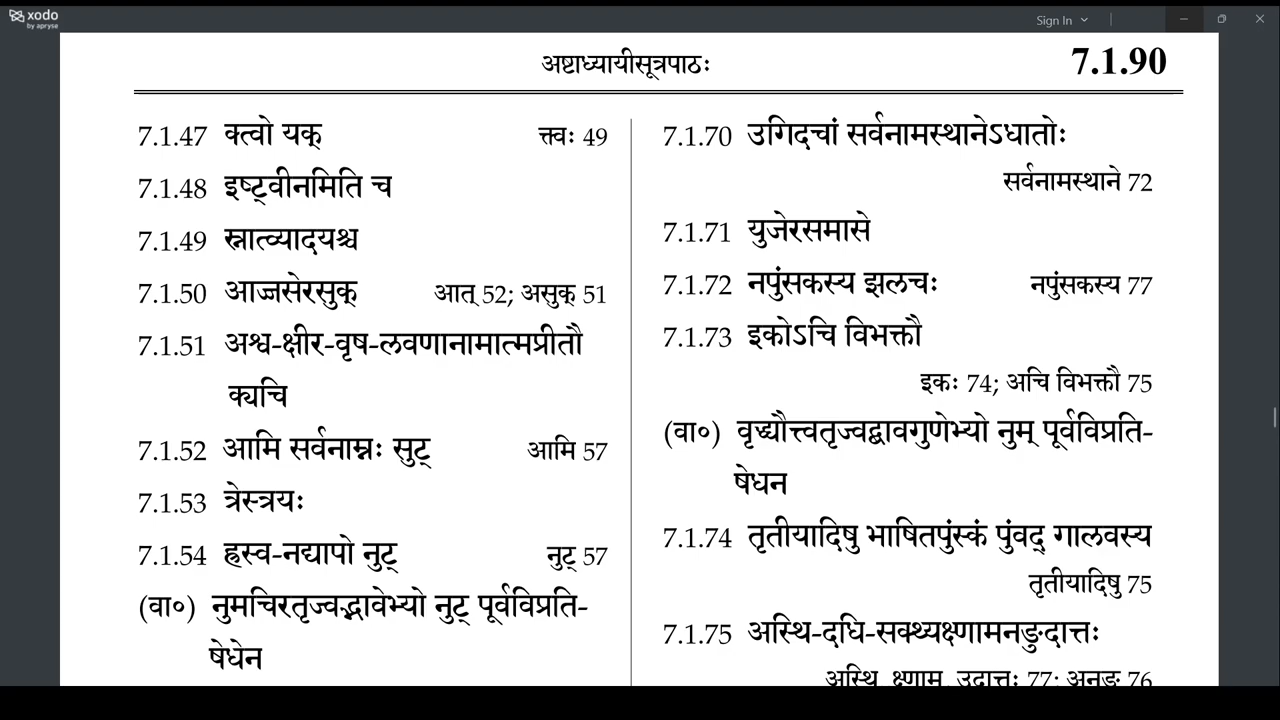 xodo
by apryse
Sign In
अष्टाध्यायीसूत्रपाठः 7.1.90
7.1.47 क्त्वो यक् क्त्वः 49
7.1.48 इष्ट्वीनमिति च
7.1.49 स्नात्व्यादयश्च
7.1.50 आज्जसेरसुक् आत् 52; असुक् 51
7.1.51 अश्व-क्षीर-वृष-लवणानामात्मप्रीतौ
क्यचि
7.1.52 आमि सर्वनाम्नः सुट् आमि 57
7.1.53 त्रेस्त्रयः
7.1.54 ह्रस्व-नद्यापो नुट् नुट् 57
(वा०) नुमचिरतृज्वद्भावेभ्यो नुट् पूर्वविप्रति-
षेधेन
7.1.70 उगिदचां सर्वनामस्थानेऽधातोः
सर्वनामस्थाने 72
7.1.71 युजेरसमासे
7.1.72 नपुंसकस्य झलचः नपुंसकस्य 77
7.1.73 इकोऽचि विभक्तौ
इकः 74; अचि विभक्तौ 75
(वा०) वृद्ध्यौत्त्वतृज्वद्वावगुणेभ्यो नुम् पूर्वविप्रति-
षेधन
7.1.74 तृतीयादिषु भाषितपुंस्कं पुंवद् गालवस्य
तृतीयादिषु 75
7.1.75 अस्थि-दधि-सक्थ्यक्ष्णामनङुदात्तः
अस्थि क्ष्णाम, उदात्तः 77; अनङ 76